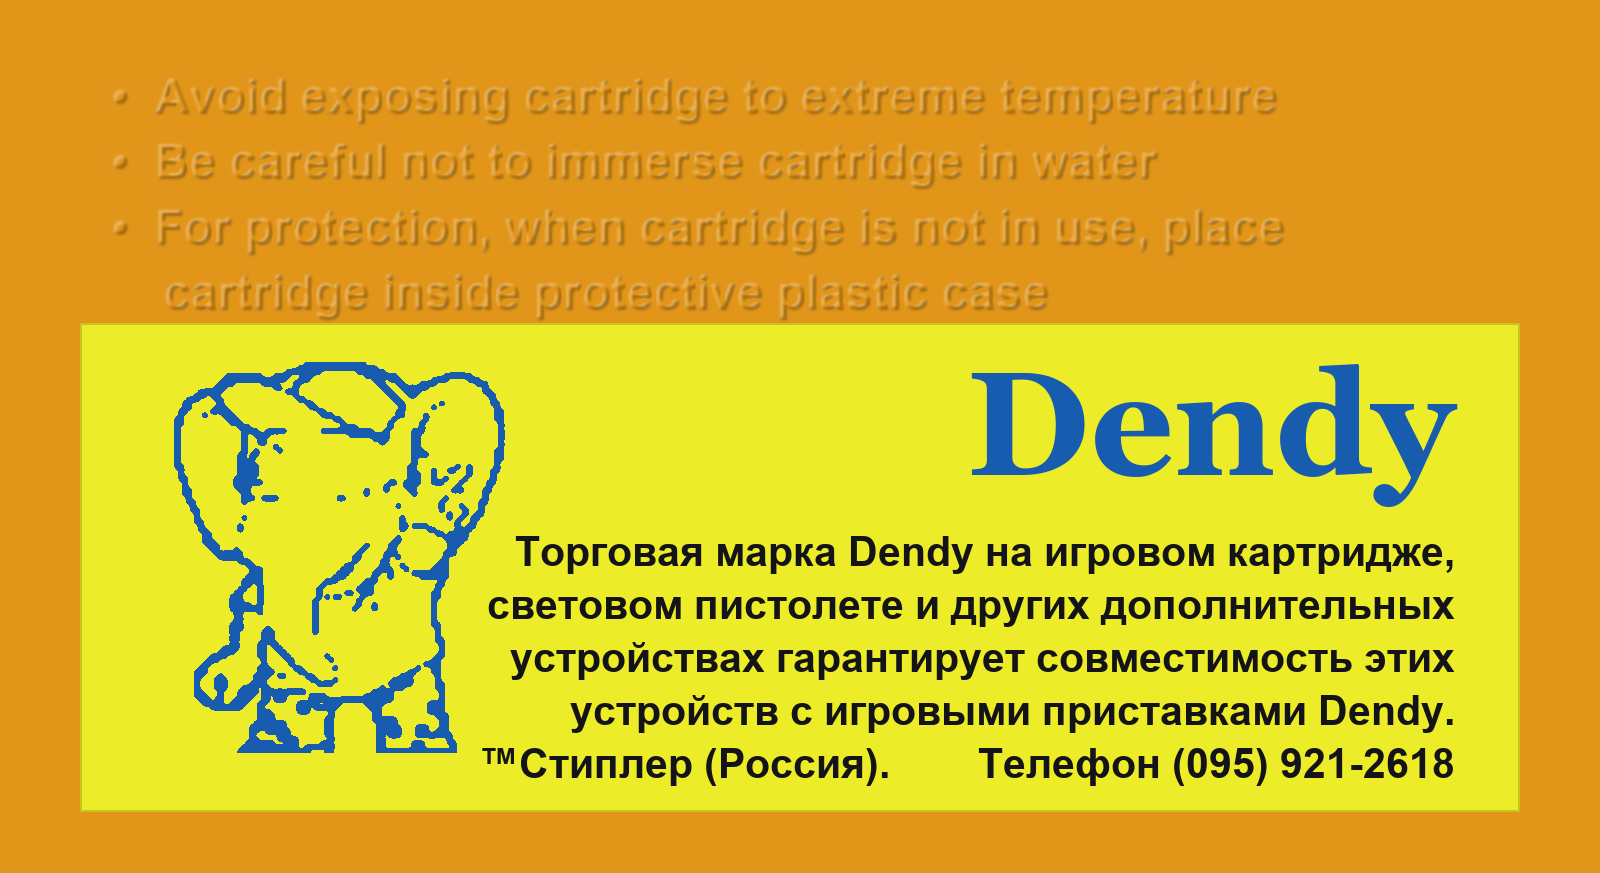 • Avoid exposing cartridge to extreme temperature
• Be careful not to immerse cartridge in water
• For protection, when cartridge is not in use, place
cartridge inside protective plastic case
Dendy
Торговая марка Dendy на игровом картридже,
световом пистолете и других дополнительных
устройствах гарантирует совместимость этих
устройств с игровыми приставками Dendy.
™Стиплер (Россия). Телефон (095) 921-2618